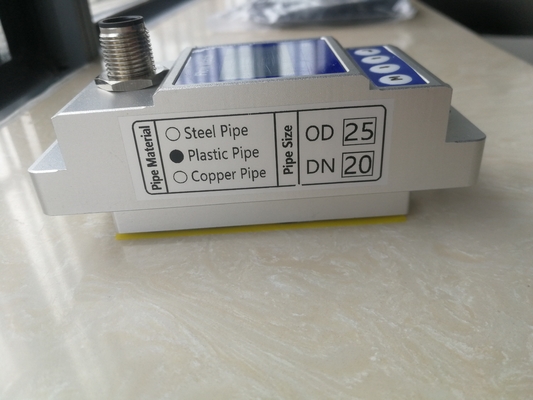 Pipe Material
Steel Pipe
Plastic Pipe
Copper Pipe
Pipe Size
OD 25
DN 20